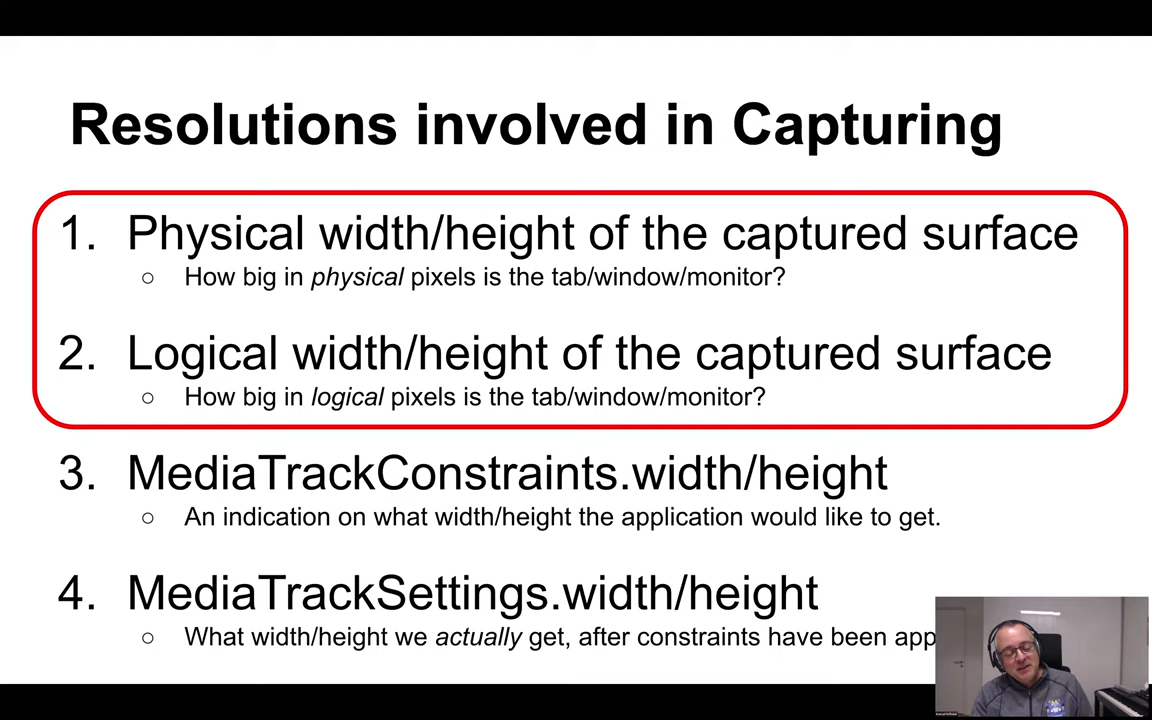 Resolutions involved in Capturing
1. Physical width/height of the captured surface
○ How big in physical pixels is the tab/window/monitor?
2. Logical width/height of the captured surface
○ How big in logical pixels is the tab/window/monitor?
3. MediaTrackConstraints.width/height
○ An indication on what width/height the application would like to get.
4. MediaTrackSettings.width/height
○ What width/height we actually get, after constraints have been app